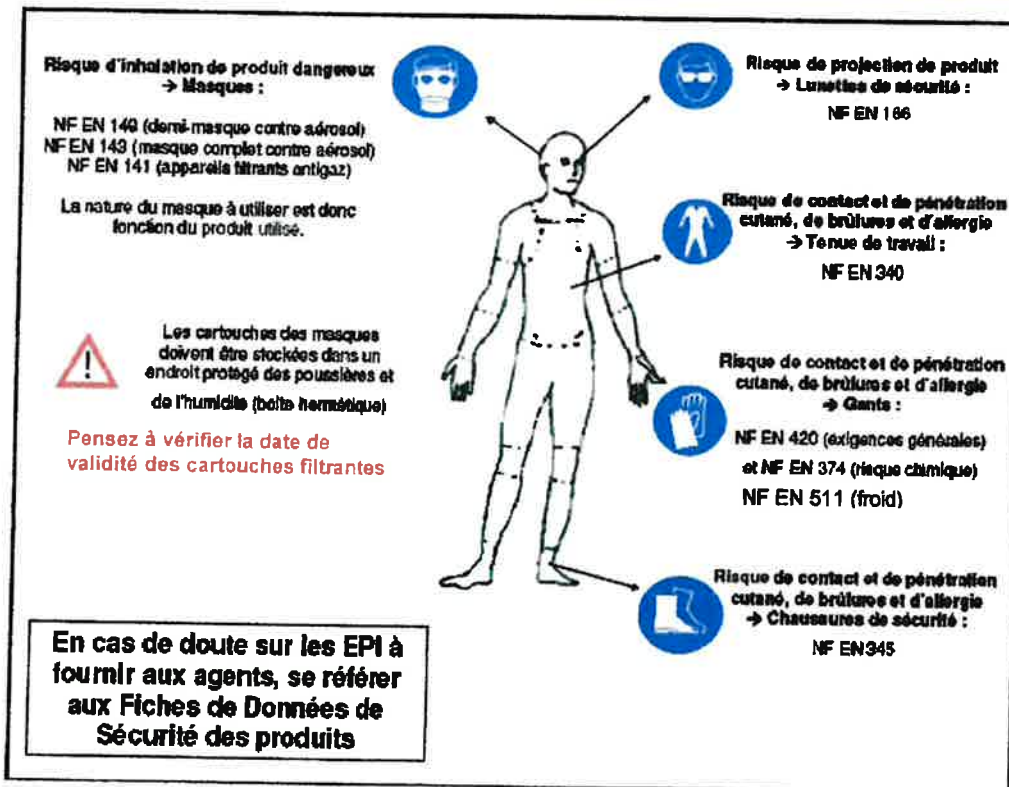 Risque d'inhalation de produit dangereux
→ Masques :
NF EN 140 (demi-masque contre aérosol)
NF EN 143 (masque complet contre aérosol)
NF EN 141 (appareils filtrants antigaz)
La nature du masque à utiliser est donc
fonction du produit utilisé.
!
Les cartouches des masques
doivent être stockées dans un
endroit protégé des poussières et
de l'humidité (boîte hermétique)
Pensez à vérifier la date de
validité des cartouches filtrantes
En cas de doute sur les EPI à
fournir aux agents, se référer
aux Fiches de Données de
Sécurité des produits
Risque de projection de produit
→ Lunettes de sécurité :
NF EN 166
Risque de contact et de pénétration
cutané, de brûlures et d'allergie
→ Tenue de travail :
NF EN 340
Risque de contact et de pénétration
cutané, de brûlures et d'allergie
→ Gants :
NF EN 420 (exigences générales)
et NF EN 374 (risque chimique)
NF EN 511 (froid)
Risque de contact et de pénétration
cutané, de brûlures et d'allergie
→ Chaussures de sécurité :
NF EN 345